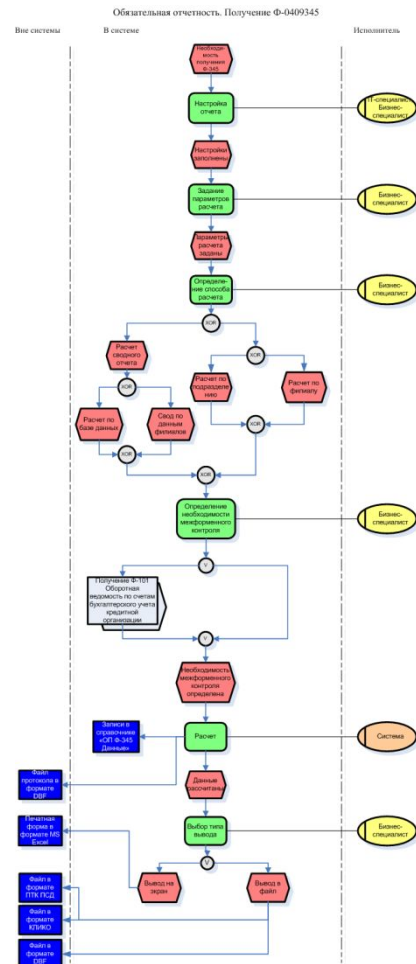 Обязательная отчетность. Получение Ф-0409345
Вне системы
В системе
Исполнитель
Необходи-
мость
получения
Ф-345
Настройка
отчета
IT-специалист,
Бизнес-
специалист
Настройки
заполнены
Задание
параметров
расчета
Бизнес-
специалист
Параметры
расчета
заданы
Определе-
ние способа
расчета
Бизнес-
специалист
XOR
Расчет
сводного
отчета
XOR
XOR
Расчет по
подразделе
нию
Расчет по
филиалу
Расчет по
базе данных
Свод по
данным
филиалов
XOR
XOR
XOR
Определение
необходимости
межформенного
контроля
Бизнес-
специалист
V
Получение Ф-101
Оборотная
ведомость по счетам
бухгалтерского учета
кредитной
организации
V
Необходимость
межформенного
контроля
определена
Записи в
справочнике
«ОП Ф-345
Данные»
Расчет
Система
Файл
протокола в
формате
DBF
Данные
рассчитаны
Печатная
форма в
формате MS
Excel
Выбор типа
вывода
Бизнес-
специалист
V
Вывод на
экран
Вывод в
файл
Файл в
формате
ПТК ПСД
Файл в
формате
КЛИКО
Файл в
формате
DBF